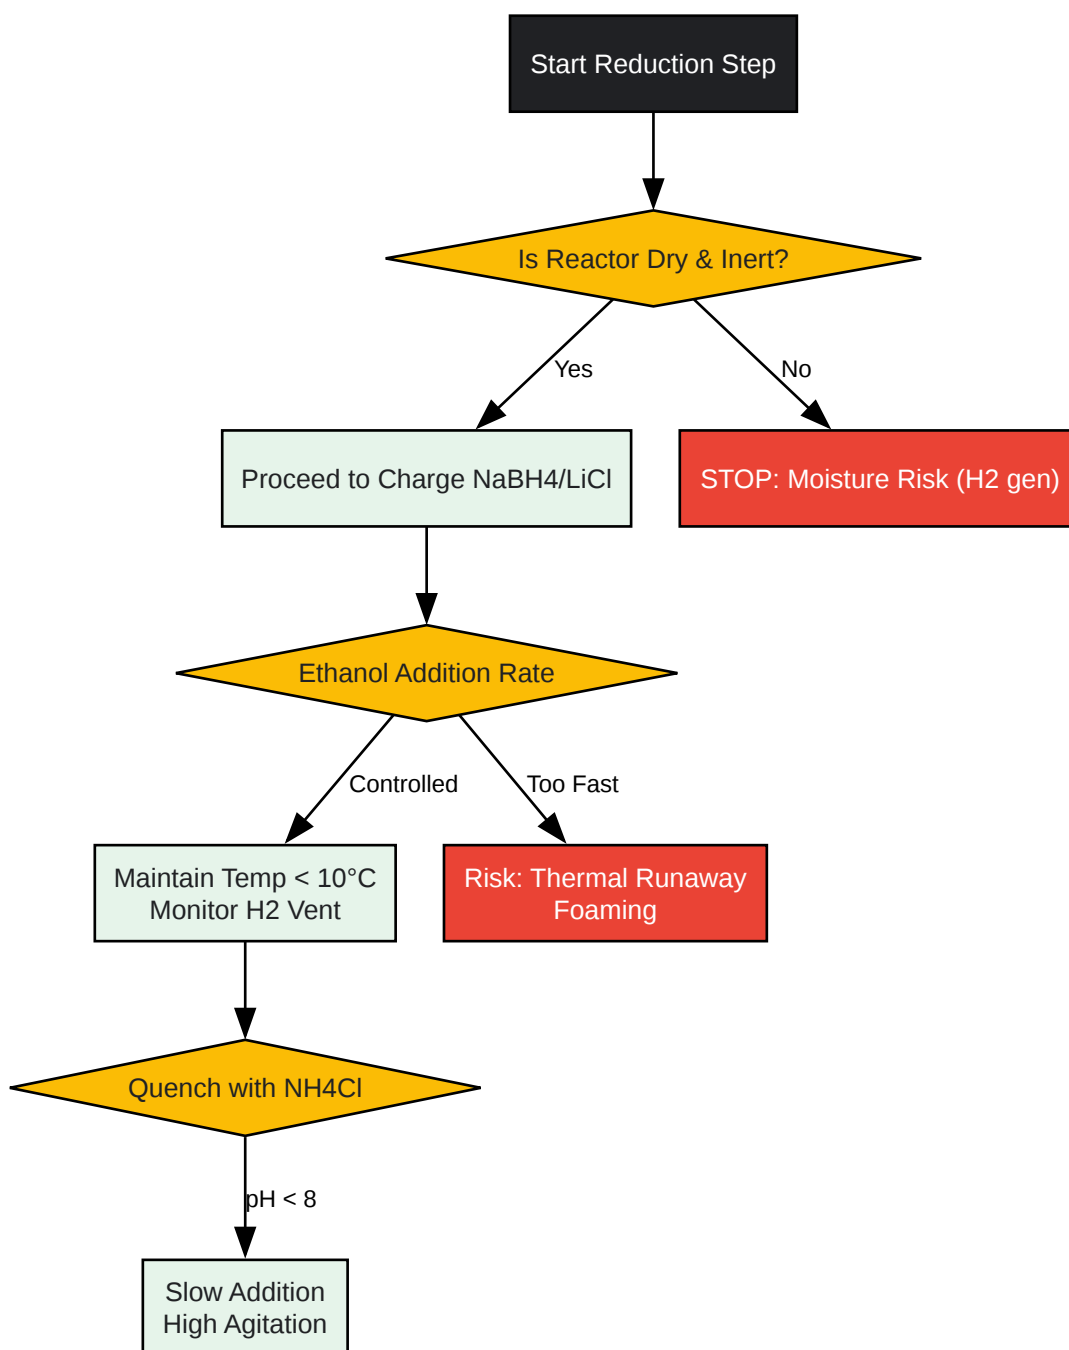 Start Reduction Step
Is Reactor Dry & Inert?
Yes
No
Proceed to Charge NaBH4/LiCl
STOP: Moisture Risk (H2 gen)
Ethanol Addition Rate
Controlled
Too Fast
Maintain Temp < 10°C
Monitor H2 Vent
Risk: Thermal Runaway
Foaming
Quench with NH4Cl
pH < 8
Slow Addition
High Agitation